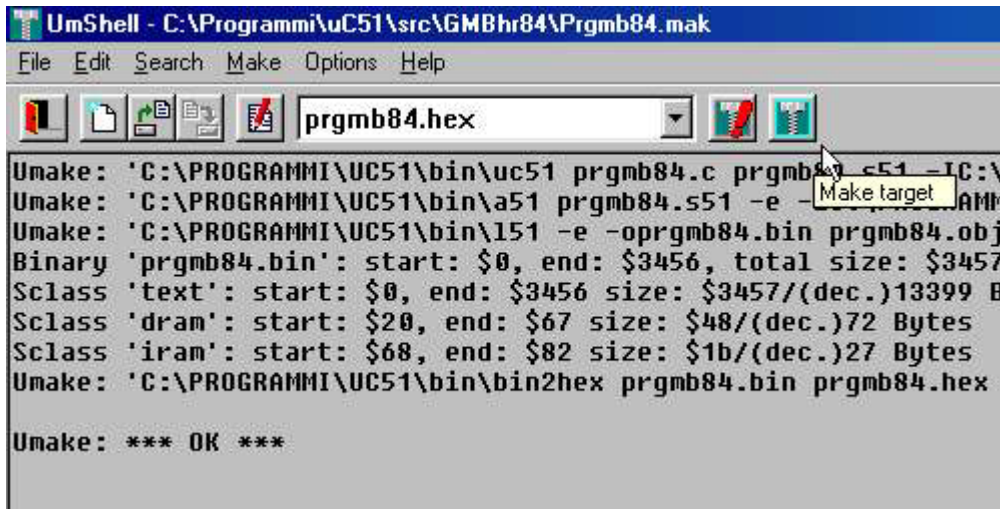 UmShell - C:\Programmi\uC51\src\GMBhr84\Prgmb84.mak
File Edit Search Make Options Help
prgmb84.hex
Umake: 'C:\PROGRAMMI\UC51\bin\uc51 prgmb84.c
Make target
Umake: 'C:\PROGRAMMI\UC51\bin\a51 prgmb84.s51 -e
Umake: 'C:\PROGRAMMI\UC51\bin\l51 -e -oprgmb84.bin prgmb84.obj
Binary 'prgmb84.bin': start: $0, end: $3456, total size: $3457
Sclass 'text': start: $0, end: $3456 size: $3457/(dec.)13399 B
Sclass 'dram': start: $20, end: $67 size: $48/(dec.)72 Bytes
Sclass 'iram': start: $68, end: $82 size: $1b/(dec.)27 Bytes
Umake: 'C:\PROGRAMMI\UC51\bin\bin2hex prgmb84.bin prgmb84.hex
Umake: *** OK ***